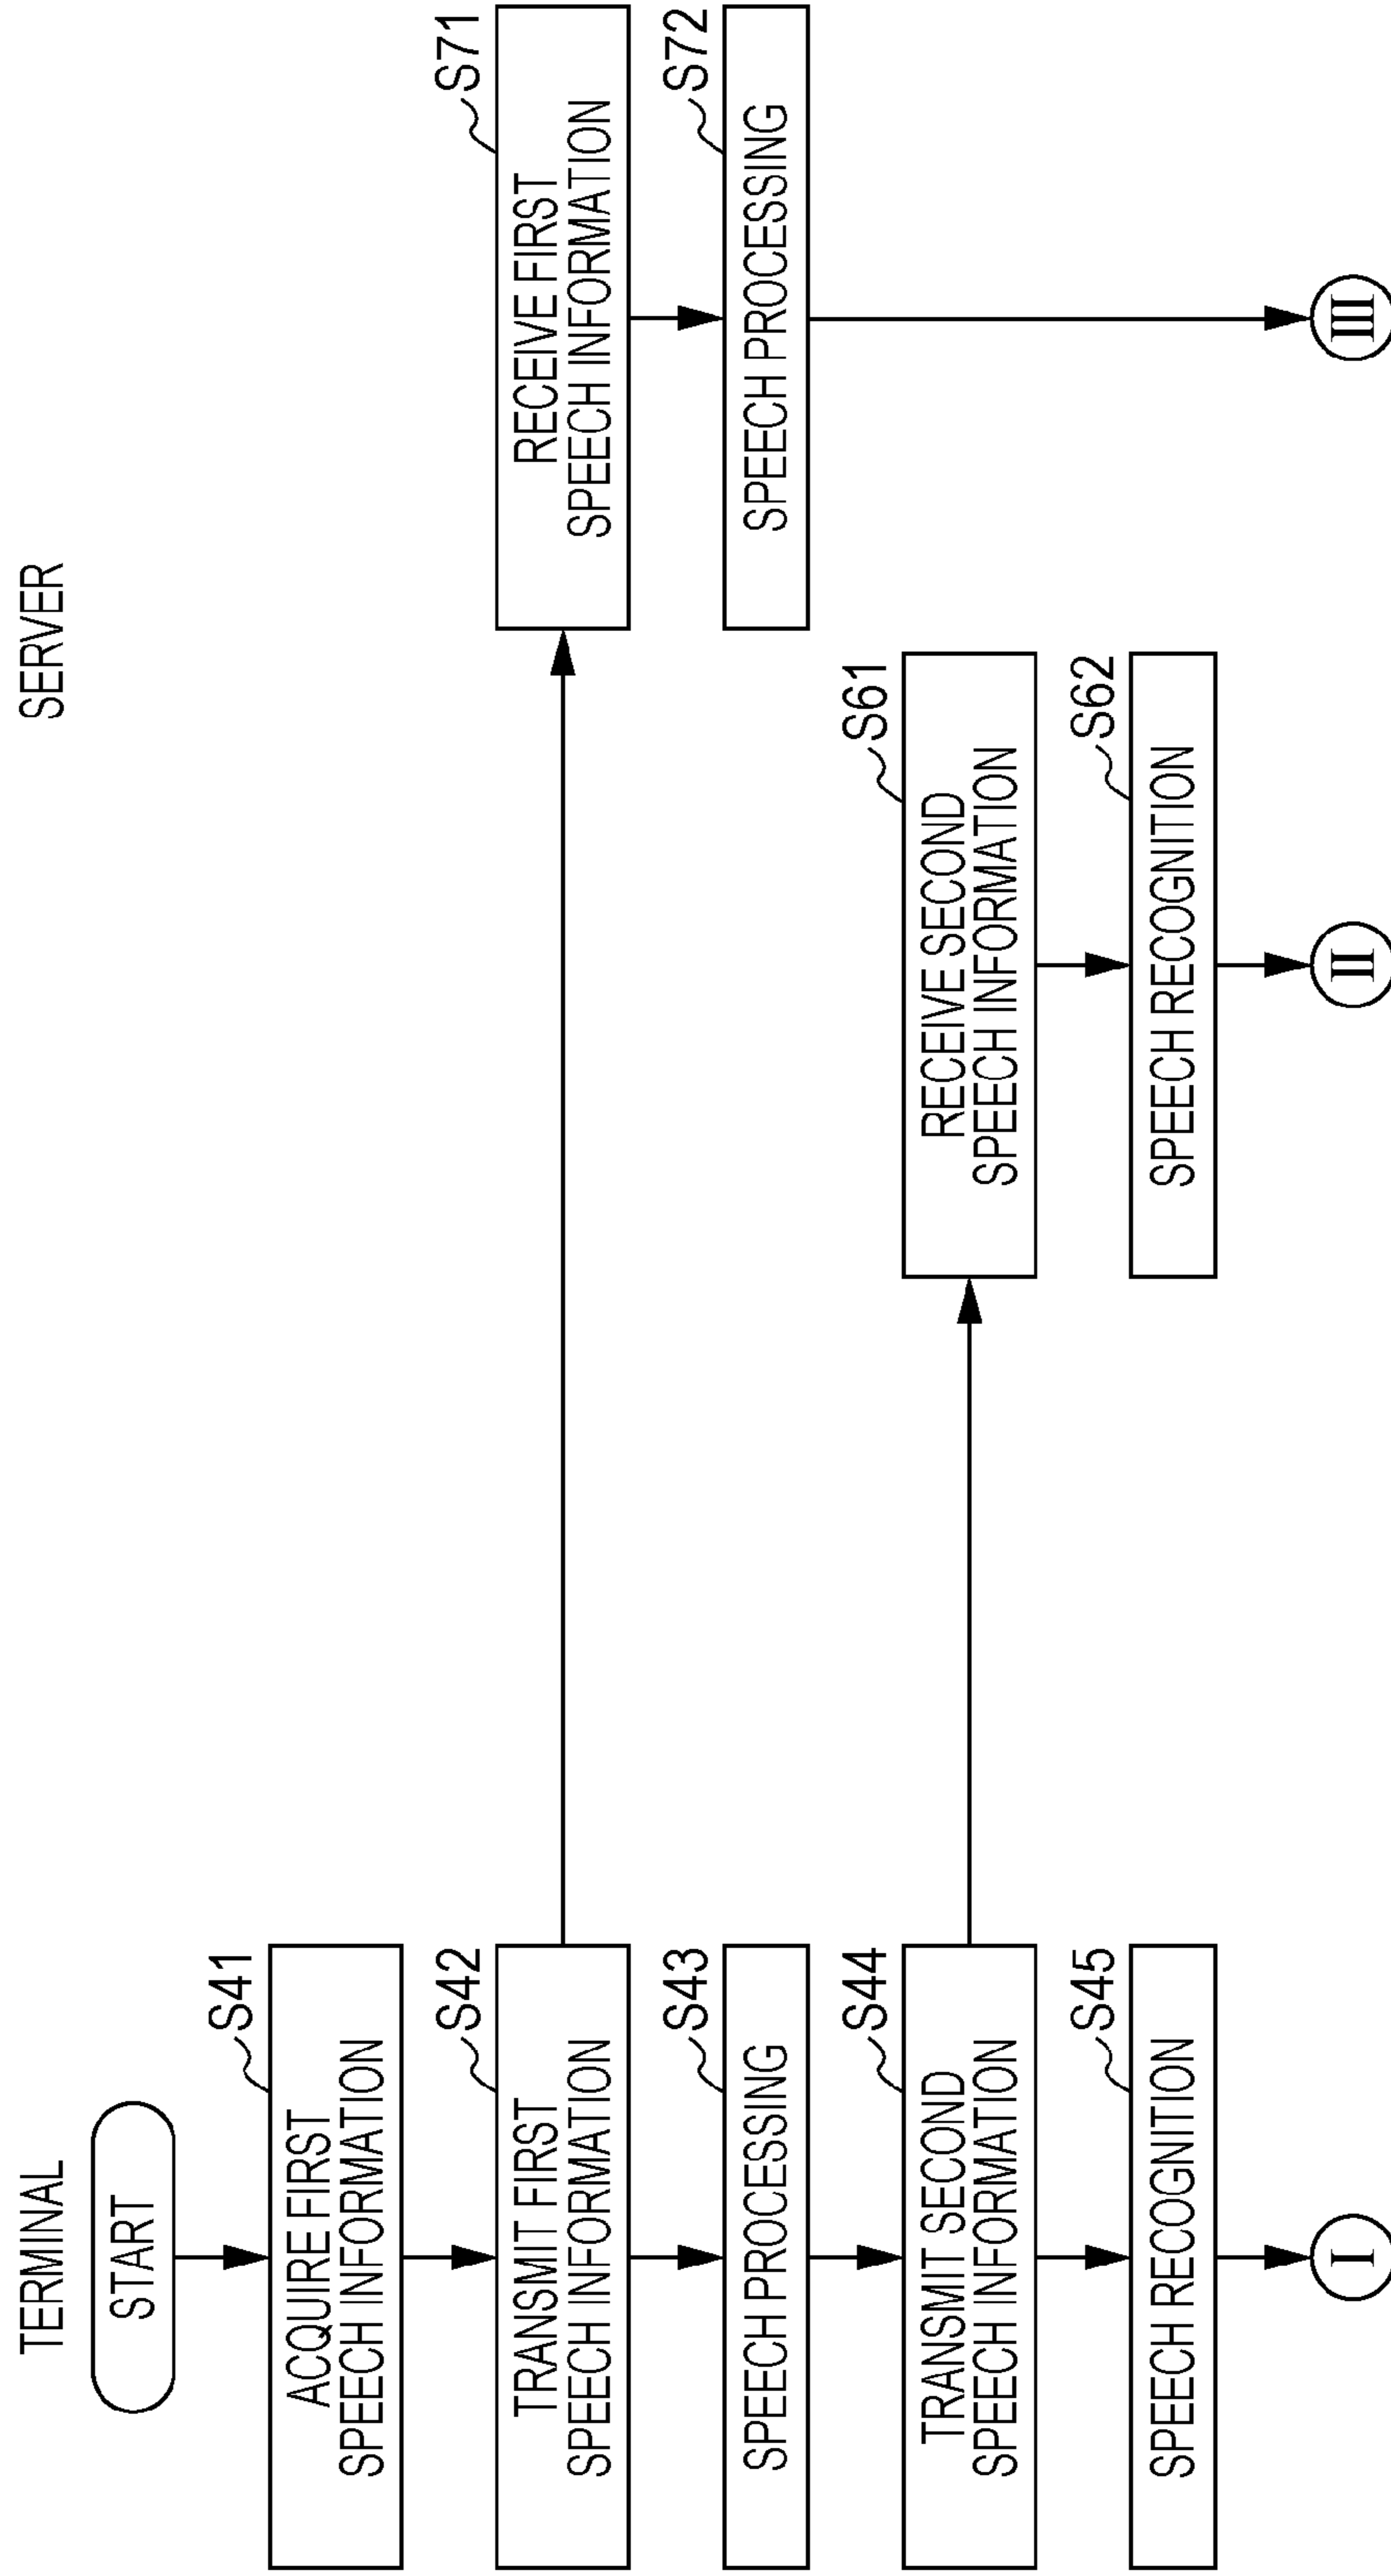 TERMINAL
SERVER
START
S41
ACQUIRE FIRST
SPEECH INFORMATION
S42
TRANSMIT FIRST
SPEECH INFORMATION
S71
RECEIVE FIRST
SPEECH INFORMATION
S43
SPEECH PROCESSING
S72
SPEECH PROCESSING
S44
TRANSMIT SECOND
SPEECH INFORMATION
S61
RECEIVE SECOND
SPEECH INFORMATION
S45
SPEECH RECOGNITION
S62
SPEECH RECOGNITION
I
II
III